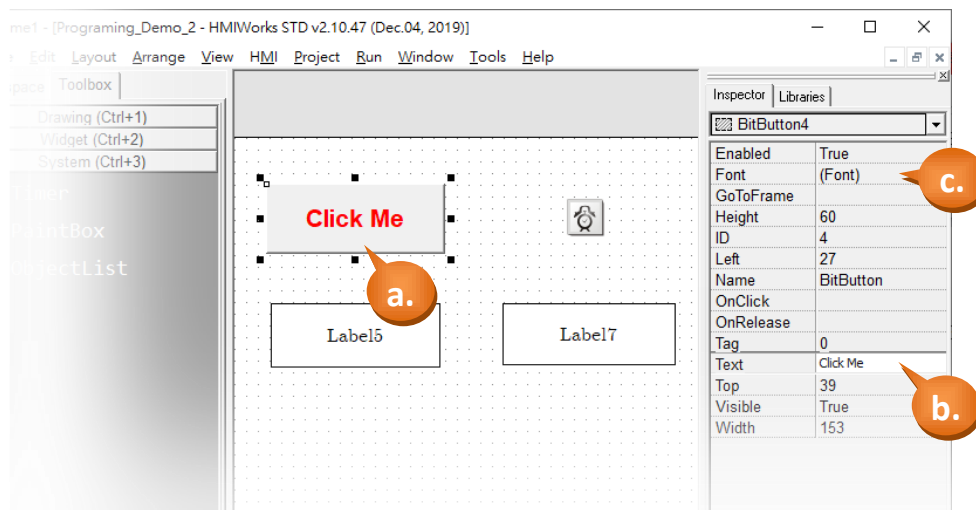 me1 - [Programing_Demo_2 - HMIWorks STD v2.10.47 (Dec.04, 2019)]
Edit Layout Arrange View HMI Project Run Window Tools Help
Toolbox
Drawing (Ctrl+1)
Widget (Ctrl+2)
System (Ctrl+3)
PaintBox
ObjectList
Click Me
a.
Label5
Label7
Inspector Libraries
BitButton4
Enabled True
Font (Font)
c.
GoToFrame
Height 60
ID 4
Left 27
Name BitButton
OnClick
OnRelease
Tag 0
Text Click Me
Top 39
b.
Visible True
Width 153